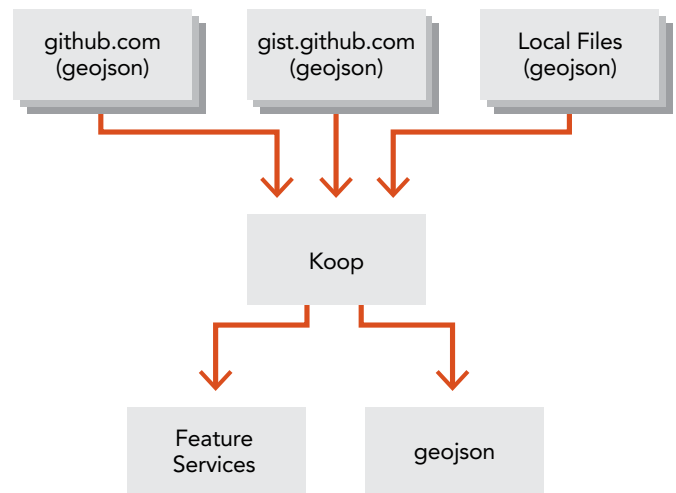 github.com
(geojson)
gist.github.com
(geojson)
Local Files
(geojson)
Koop
Feature
Services
geojson